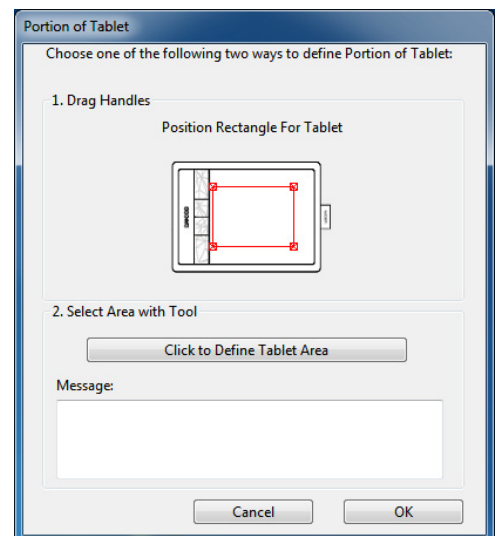 Portion of Tablet
Choose one of the following two ways to define Portion of Tablet:
1. Drag Handles
Position Rectangle For Tablet
2. Select Area with Tool
Click to Define Tablet Area
Message:
Cancel
OK